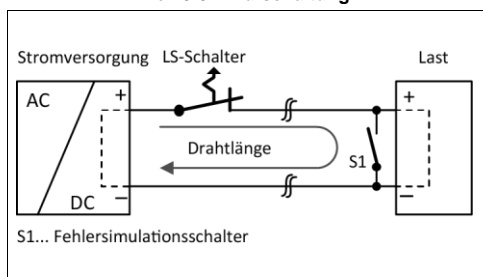 Stromversorgung LS-Schalter Last
AC + +
Drahtlänge S1
DC – –
S1... Fehlersimulationsschalter